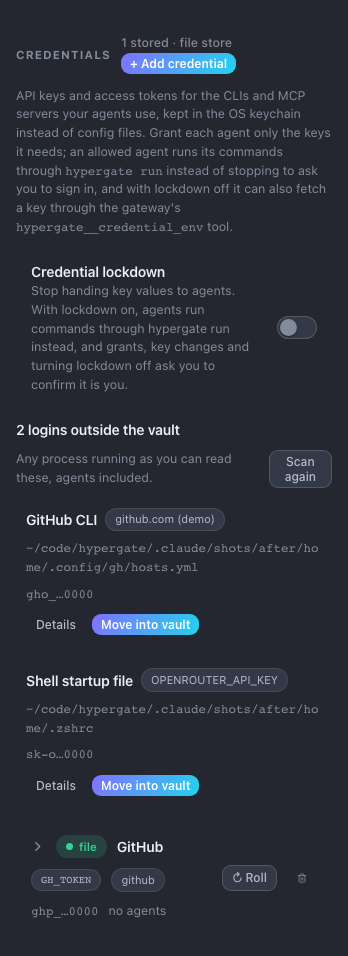 CREDENTIALS
1 stored · file store
+ Add credential
API keys and access tokens for the CLIs and MCP
servers your agents use, kept in the OS keychain
instead of config files. Grant each agent only the keys
it needs; an allowed agent runs its commands
through hypergate run instead of stopping to ask
you to sign in, and with lockdown off it can also fetch
a key through the gateway's
hypergate__credential_env tool.
Credential lockdown
Stop handing key values to agents.
With lockdown on, agents run
commands through hypergate run
instead, and grants, key changes and
turning lockdown off ask you to
confirm it is you.
2 logins outside the vault
Any process running as you can read
these, agents included.
Scan
again
GitHub CLI github.com (demo)
~/code/hypergate/.claude/shots/after/ho
me/.config/gh/hosts.yml
gho_…0000
Details Move into vault
Shell startup file OPENROUTER_API_KEY
~/code/hypergate/.claude/shots/after/ho
me/.zshrc
sk-o…0000
Details Move into vault
file GitHub
GH_TOKEN github
Roll
ghp_…0000 no agents